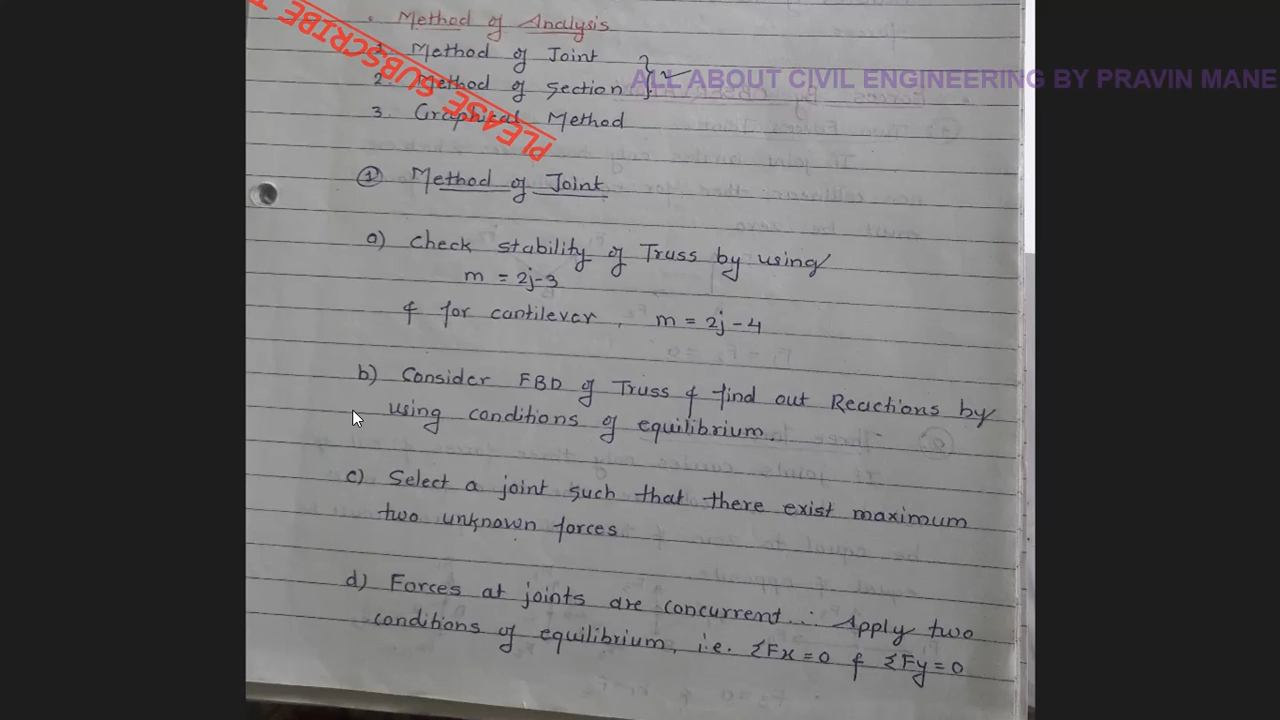 • Method of Analysis
1. Method of Joint
2. Method of section
3. Graphical Method
PLEASE SUBSCRIBE
ALL ABOUT CIVIL ENGINEERING BY PRAVIN MANE
① Method of Joint
a) Check stability of Truss by using
m = 2j-3
& for cantilever, m = 2j-4
b) Consider FBD of Truss & find out Reactions by
using conditions of equilibrium.
c) Select a joint such that there exist maximum
two unknown forces
d) Forces at joints are concurrent ∴ Apply two
conditions of equilibrium, i.e. ΣFx=0 & ΣFy=0